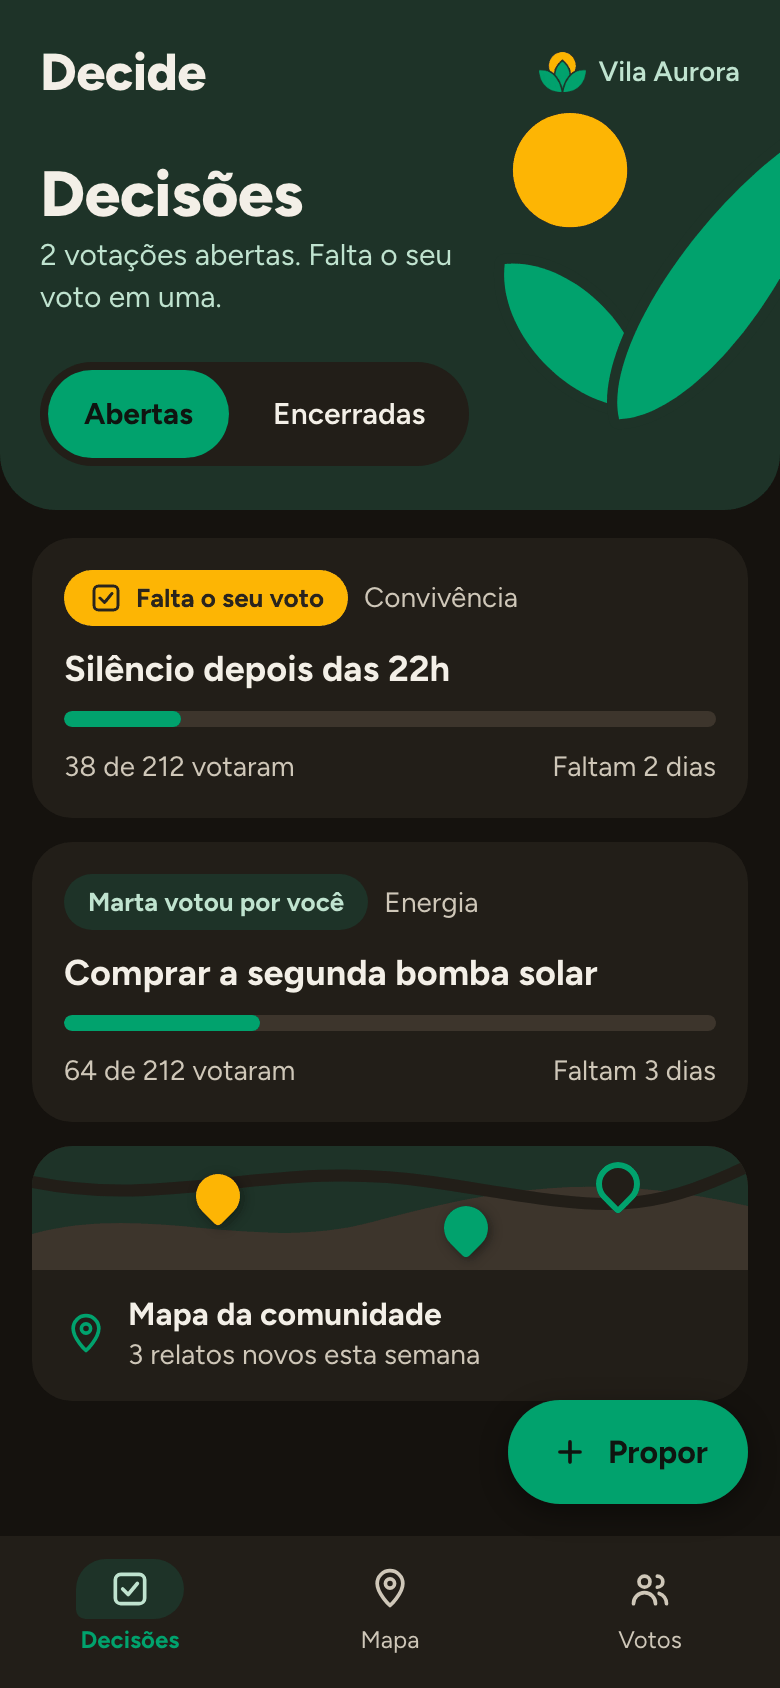 Decide
Vila Aurora
Decisões
2 votações abertas. Falta o seu
voto em uma.
Abertas
Encerradas
Falta o seu voto
Convivência
Silêncio depois das 22h
38 de 212 votaram
Faltam 2 dias
Marta votou por você
Energia
Comprar a segunda bomba solar
64 de 212 votaram
Faltam 3 dias
Mapa da comunidade
3 relatos novos esta semana
Propor
Decisões
Mapa
Votos